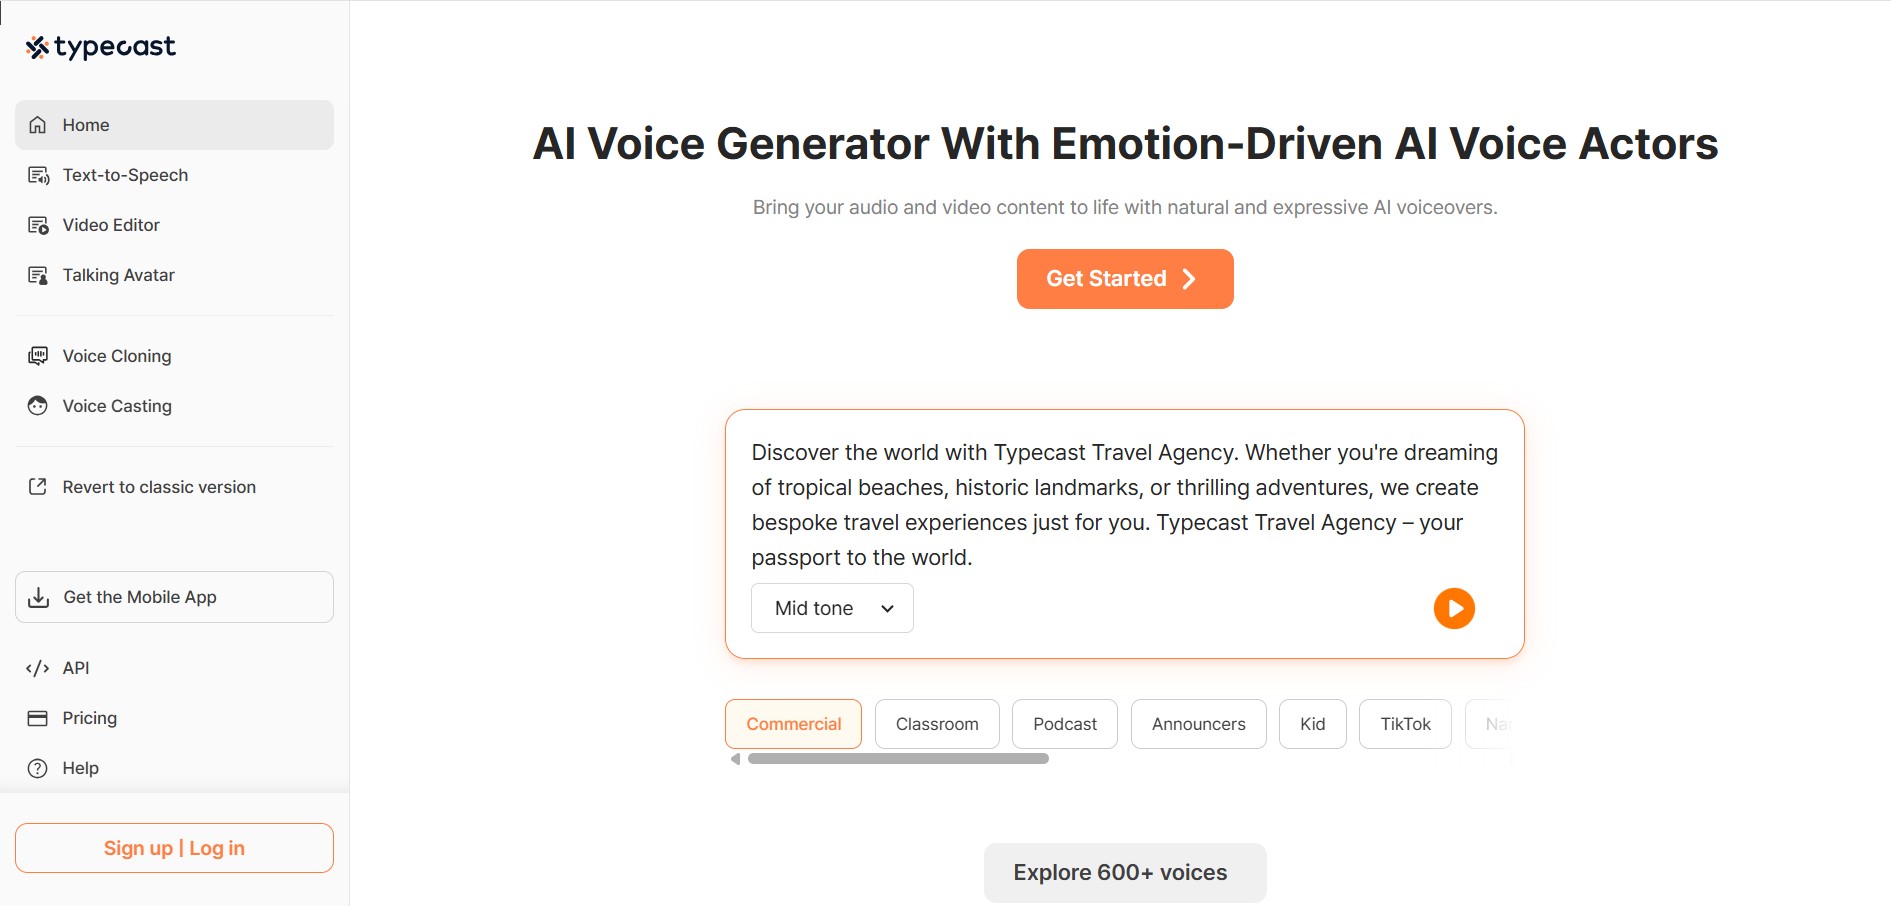 typecast
Home
Text-to-Speech
Video Editor
Talking Avatar
Voice Cloning
Voice Casting
Revert to classic version
Get the Mobile App
API
Pricing
Help
Sign up | Log in
AI Voice Generator With Emotion-Driven AI Voice Actors
Bring your audio and video content to life with natural and expressive AI voiceovers.
Get Started
Discover the world with Typecast Travel Agency. Whether you're dreaming
of tropical beaches, historic landmarks, or thrilling adventures, we create
bespoke travel experiences just for you. Typecast Travel Agency – your
passport to the world.
Mid tone
Commercial
Classroom
Podcast
Announcers
Kid
TikTok
Explore 600+ voices